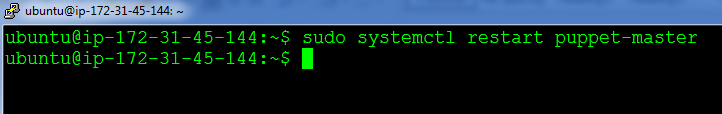 ubuntu@ip-172-31-45-144: ~
ubuntu@ip-172-31-45-144:~$ sudo systemctl restart puppet-master
ubuntu@ip-172-31-45-144:~$